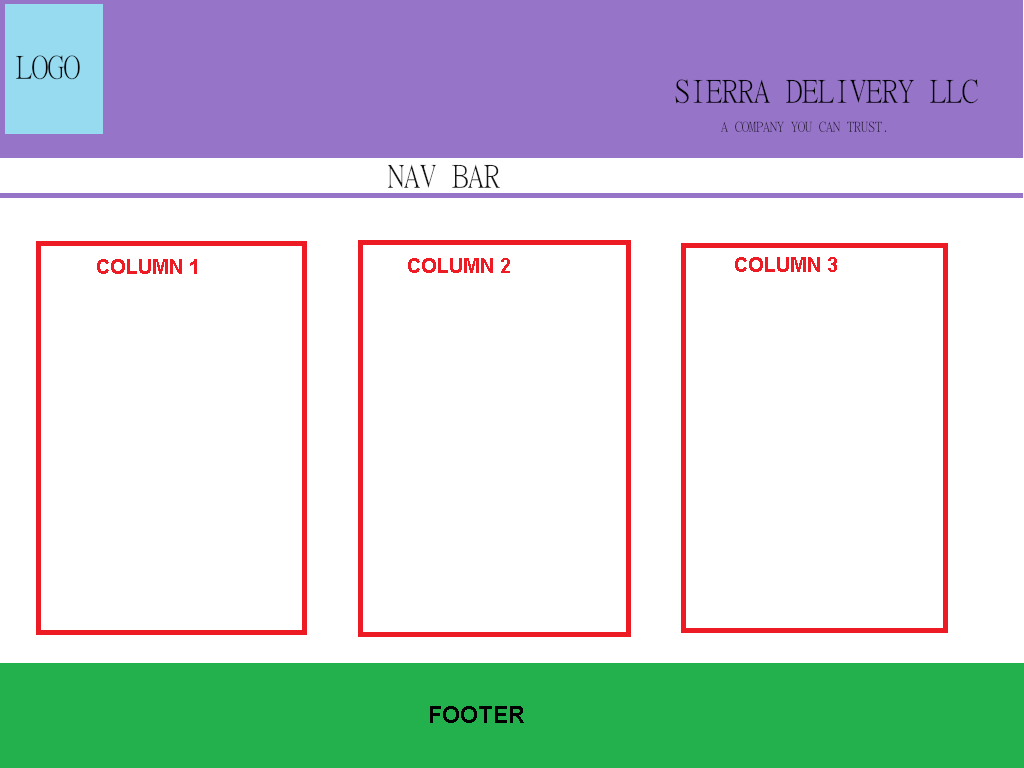 LOGO
SIERRA DELIVERY LLC
A COMPANY YOU CAN TRUST.
NAV BAR
COLUMN 1
COLUMN 2
COLUMN 3
FOOTER